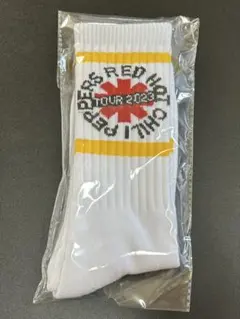 RED HOT CHILI PEPPERS
TOUR 2023